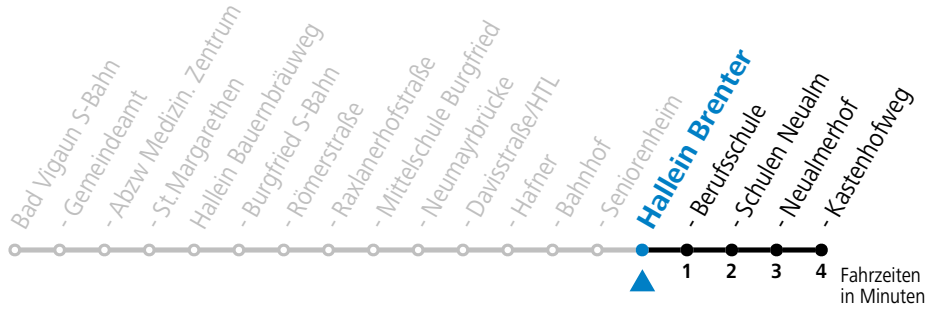 Bad Vigaun S-Bahn
- Gemeindeamt
- Abzw Medizin. Zentrum
- St.Margarethen
Hallein Bauernbräuweg
- Burgfried S-Bahn
- Römerstraße
- Raxlanerhofstraße
- Mittelschule Burgfried
- Neumayrbrücke
- Davisstraße/HTL
- Hafner
- Bahnhof
- Seniorenheim
Hallein Brenter
- Berufsschule
- Schulen Neualm
- Neualmerhof
- Kastenhofweg
1 2 3 4
Fahrzeiten
in Minuten